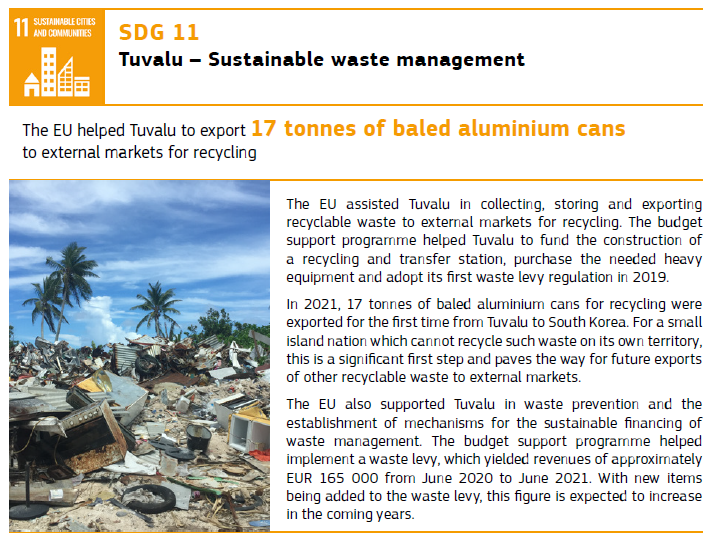 11 SUSTAINABLE CITIES
AND COMMUNITIES
SDG 11
Tuvalu – Sustainable waste management
The EU helped Tuvalu to export 17 tonnes of baled aluminium cans
to external markets for recycling
The EU assisted Tuvalu in collecting, storing and exporting
recyclable waste to external markets for recycling. The budget
support programme helped Tuvalu to fund the construction of
a recycling and transfer station, purchase the needed heavy
equipment and adopt its first waste levy regulation in 2019.
In 2021, 17 tonnes of baled aluminium cans for recycling were
exported for the first time from Tuvalu to South Korea. For a small
island nation which cannot recycle such waste on its own territory,
this is a significant first step and paves the way for future exports
of other recyclable waste to external markets.
The EU also supported Tuvalu in waste prevention and the
establishment of mechanisms for the sustainable financing of
waste management. The budget support programme helped
implement a waste levy, which yielded revenues of approximately
EUR 165 000 from June 2020 to June 2021. With new items
being added to the waste levy, this figure is expected to increase
in the coming years.